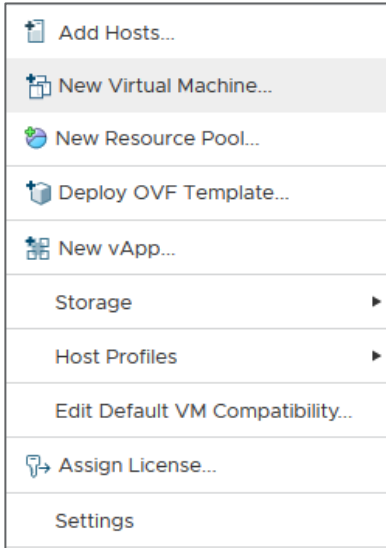 Add Hosts...
New Virtual Machine...
New Resource Pool...
Deploy OVF Template...
New vApp...
Storage
Host Profiles
Edit Default VM Compatibility...
Assign License...
Settings